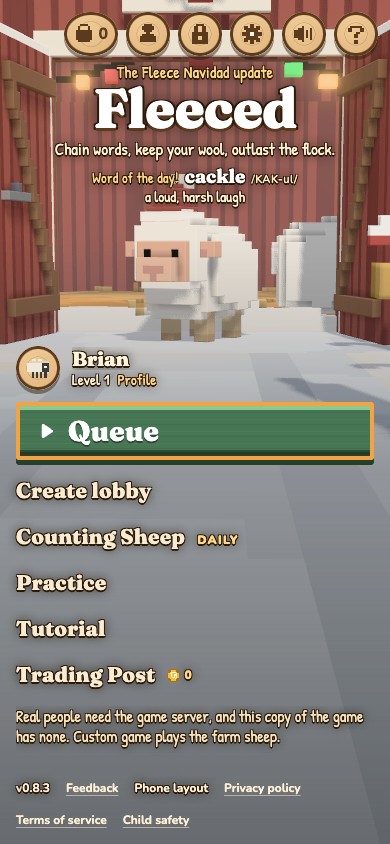 0
?
The Fleece Navidad update
Fleeced
Chain words, keep your wool, outlast the flock.
Word of the day: cackle /KAK-ul/
a loud, harsh laugh
Brian
Level 1 Profile
Queue
Create lobby
Counting Sheep DAILY
Practice
Tutorial
Trading Post 0
Real people need the game server, and this copy of the game
has none. Custom game plays the farm sheep.
v0.8.3 Feedback Phone layout Privacy policy
Terms of service Child safety